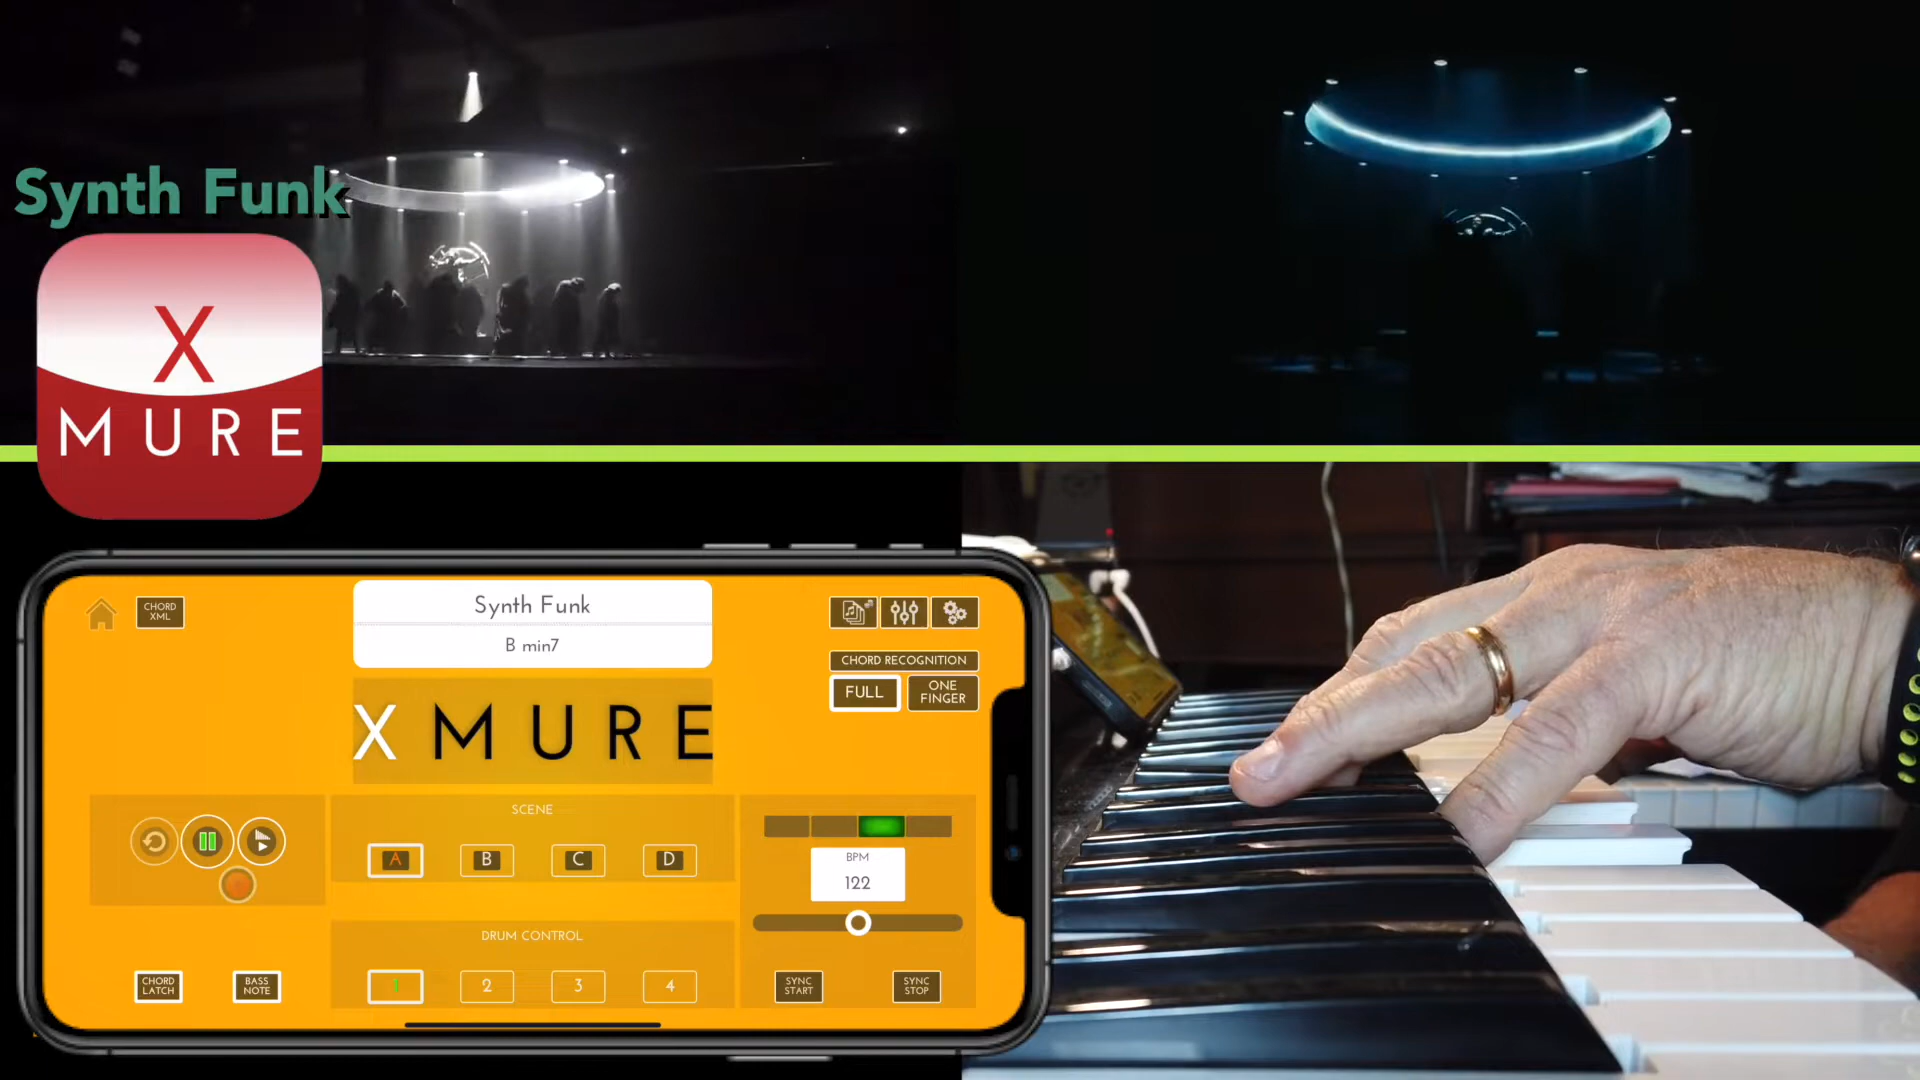 Synth Funk
X
MURE
CHORD
XML
Synth Funk
B min7
CHORD RECOGNITION
FULL
ONE
FINGER
X MURE
SCENE
A
B
C
D
BPM
122
DRUM CONTROL
1
2
3
4
CHORD
LATCH
BASS
NOTE
SYNC
START
SYNC
STOP